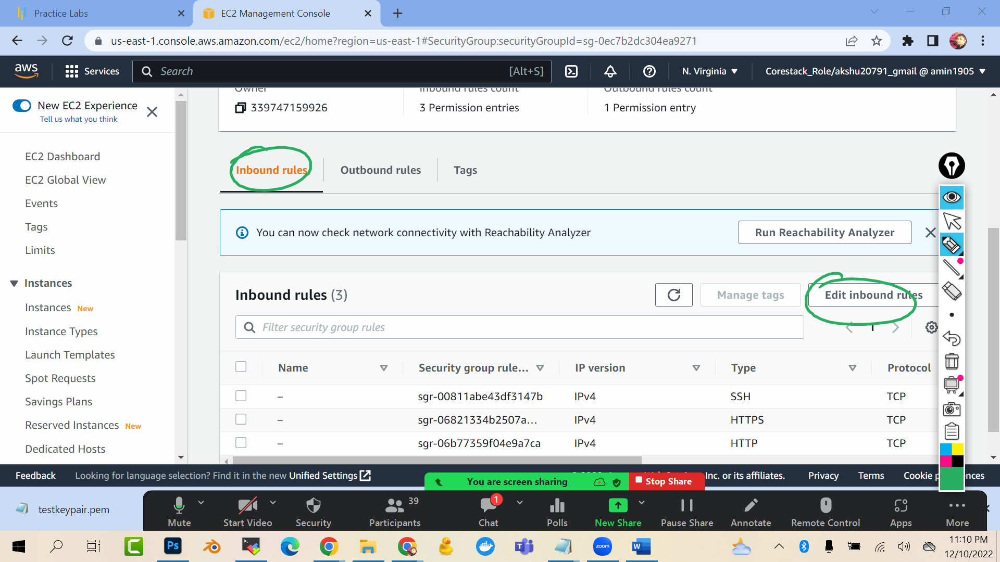 Practice Labs
EC2 Management Console
us-east-1.console.aws.amazon.com/ec2/home?region=us-east-1#SecurityGroup:securityGroupId=sg-0ec7b2dc304ea9271
aws
Services
Search
[Alt+S]
N. Virginia
Corestack_Role/akshu20791_gmail @ amin1905
New EC2 Experience
Tell us what you think
EC2 Dashboard
EC2 Global View
Events
Tags
Limits
Instances
Instances New
Instance Types
Launch Templates
Spot Requests
Savings Plans
Reserved Instances New
Dedicated Hosts
Owner
Inbound rules count
Outbound rules count
339747159926
3 Permission entries
1 Permission entry
Inbound rules
Outbound rules
Tags
You can now check network connectivity with Reachability Analyzer
Run Reachability Analyzer
Inbound rules (3)
Manage tags
Edit inbound rules
Filter security group rules
1
Name
Security group rule...
IP version
Type
Protocol
– sgr-00811abe43df3147b IPv4 SSH TCP
– sgr-06821334b2507a... IPv4 HTTPS TCP
– sgr-06b77359f04e9a7ca IPv4 HTTP TCP
Feedback
Looking for language selection? Find it in the new Unified Settings
Inc. or its affiliates.
Privacy
Terms
Cookie p
nces
You are screen sharing
Stop Share
testkeypair.pem
Mute
Start Video
Security
39
Participants
1
Chat
Polls
New Share
Pause Share
Annotate
Remote Control
Apps
More
Ps
zoom
W
11:10 PM
12/10/2022